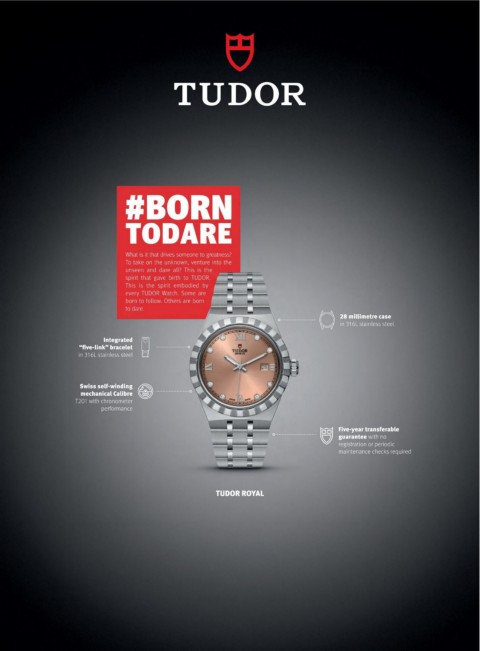 TUDOR
#BORN
TODARE
What is it that drives someone to greatness?
To take on the unknown, venture into the
unseen and dare all? This is the
spirit that gave birth to TUDOR.
This is the spirit embodied by
every TUDOR Watch. Some are
born to follow. Others are born
to dare.
28 millimetre case
in 316L stainless steel
Integrated
"five-link" bracelet
in 316L stainless steel
TUDOR
Swiss self-winding
mechanical Calibre
T201 with chronometer
performance
Five-year transferable
guarantee with no
registration or periodic
maintenance checks required
TUDOR ROYAL